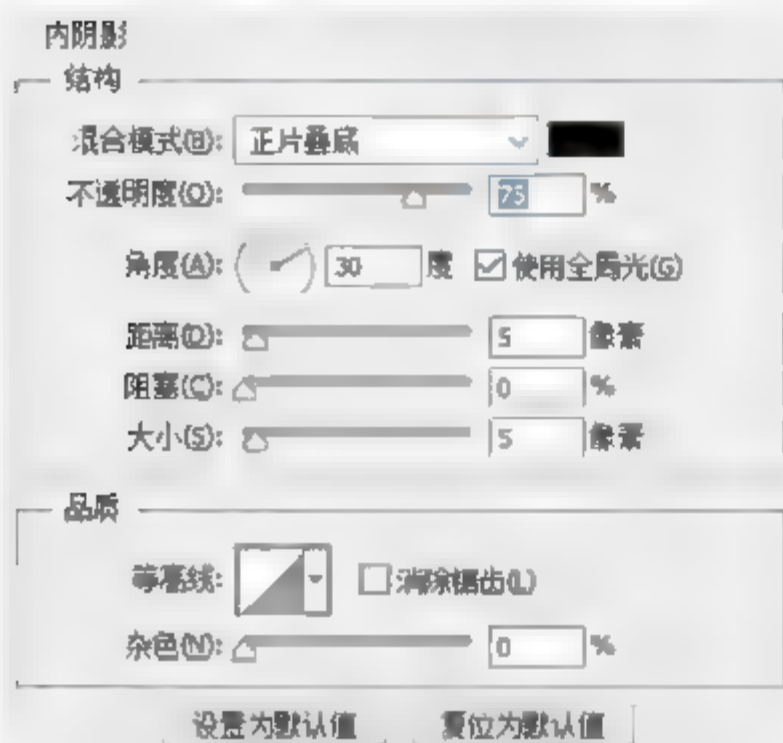 内阴影
结构
混合模式(B): 正片叠底
不透明度(O): 75 %
角度(A): 30 度 使用全局光(G)
距离(D): 5 像素
阻塞(C): 0 %
大小(S): 5 像素
品质
等高线: 消除锯齿(L)
杂色(N): 0 %
设置为默认值 复位为默认值